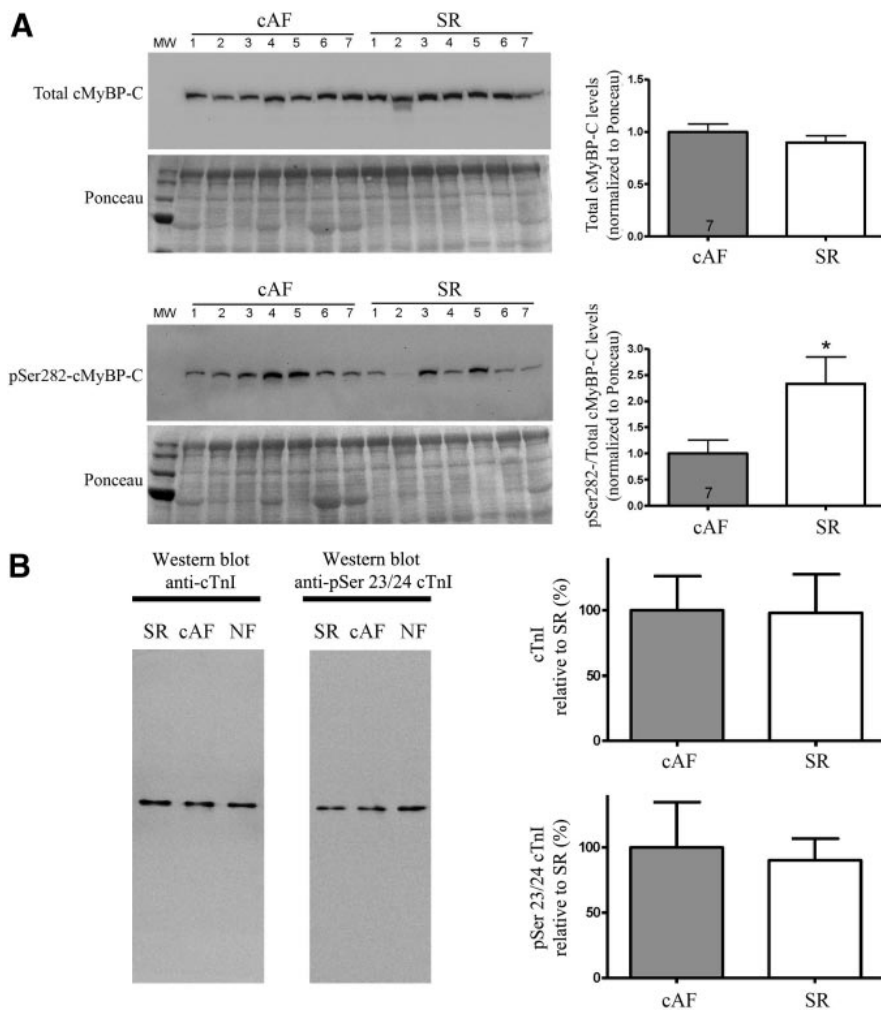 A
cAF SR
MW 1 2 3 4 5 6 7 1 2 3 4 5 6 7
Total cMyBP-C
Ponceau
Total cMyBP-C levels
(normalized to Ponceau)
1.5
1.0
0.5
0.0
7
cAF SR
cAF SR
MW 1 2 3 4 5 6 7 1 2 3 4 5 6 7
pSer282-cMyBP-C
Ponceau
pSer282-/Total cMyBP-C levels
(normalized to Ponceau)
3.0
2.5
2.0
1.5
1.0
0.5
0.0
*
7
cAF SR
B
Western blot
anti-cTnI
SR cAF NF
Western blot
anti-pSer 23/24 cTnI
SR cAF NF
cTnI
relative to SR (%)
100
50
0
cAF SR
pSer 23/24 cTnI
relative to SR (%)
100
50
0
cAF SR